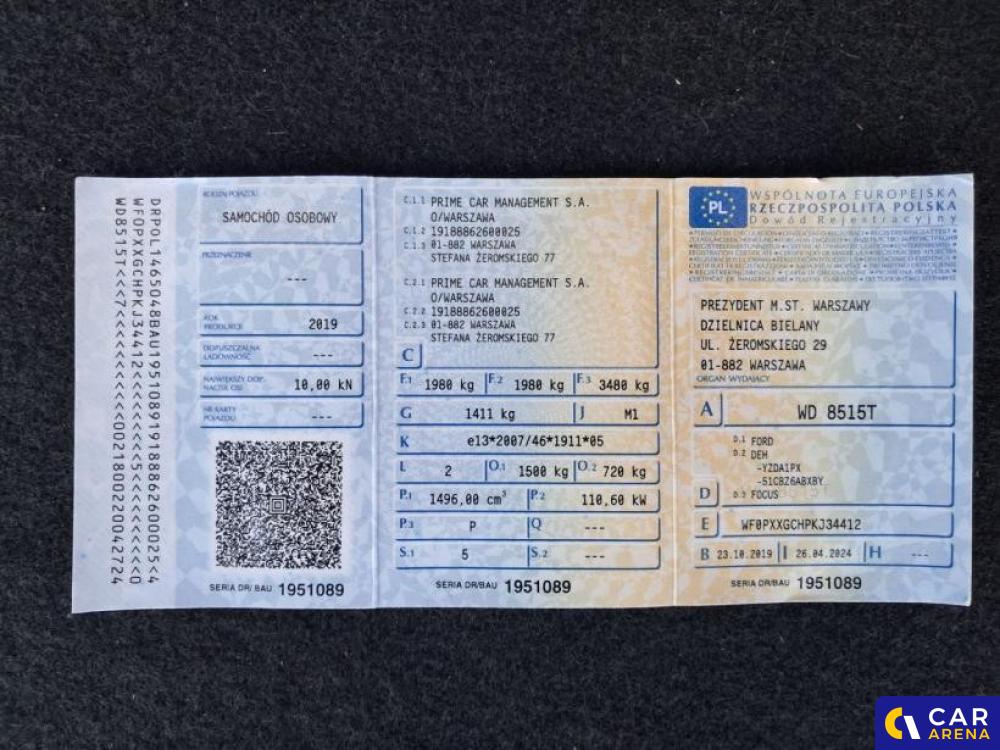 DRPOL1465048BAU19510891918886260002​5<4
WF0PXXGCHPKJ34412<<<<<<<5<<<<<<<0
WD8515T<<<7<<<<<<<<<<<002180022004​2724
RODZAJ POJAZDU
SAMOCHÓD OSOBOWY
PRZEZNACZENIE
---
ROK PRODUKCJI
2019
DOPUSZCZALNA ŁADOWNOŚĆ
---
NAJWIĘKSZY DOP. NACISK OSI
10,00 kN
NR KARTY POJAZDU
---
SERIA DR/BAU 1951089
C.1.1 PRIME CAR MANAGEMENT S.A.
O/WARSZAWA
C.1.2 19188862600025
C.1.3 01-882 WARSZAWA
STEFANA ŻEROMSKIEGO 77
C.2.1 PRIME CAR MANAGEMENT S.A.
O/WARSZAWA
C.2.2 19188862600025
C.2.3 01-882 WARSZAWA
STEFANA ŻEROMSKIEGO 77
C
F.1 1980 kg F.2 1980 kg F.3 3480 kg
G 1411 kg J M1
K e13*2007/46*1911*05
L 2 O.1 1500 kg O.2 720 kg
P.1 1496,00 cm³ P.2 110,60 kW
P.3 P Q ---
S.1 5 S.2 ---
SERIA DR/BAU 1951089
PL
WSPÓLNOTA EUROPEJSKA
RZECZPOSPOLITA POLSKA
Dowód Rejestracyjny
PREZYDENT M.ST. WARSZAWY
DZIELNICA BIELANY
UL. ŻEROMSKIEGO 29
01-882 WARSZAWA
ORGAN WYDAJĄCY
A WD 8515T
D.1 FORD
D.2 DEH
-YZDA1PX
-51CBZ6ABXBY
D D.3 FOCUS
E WF0PXXGCHPKJ34412
B 23.10.2019 I 26.04.2024 H ---
SERIA DR/BAU 1951089
CAR
ARENA